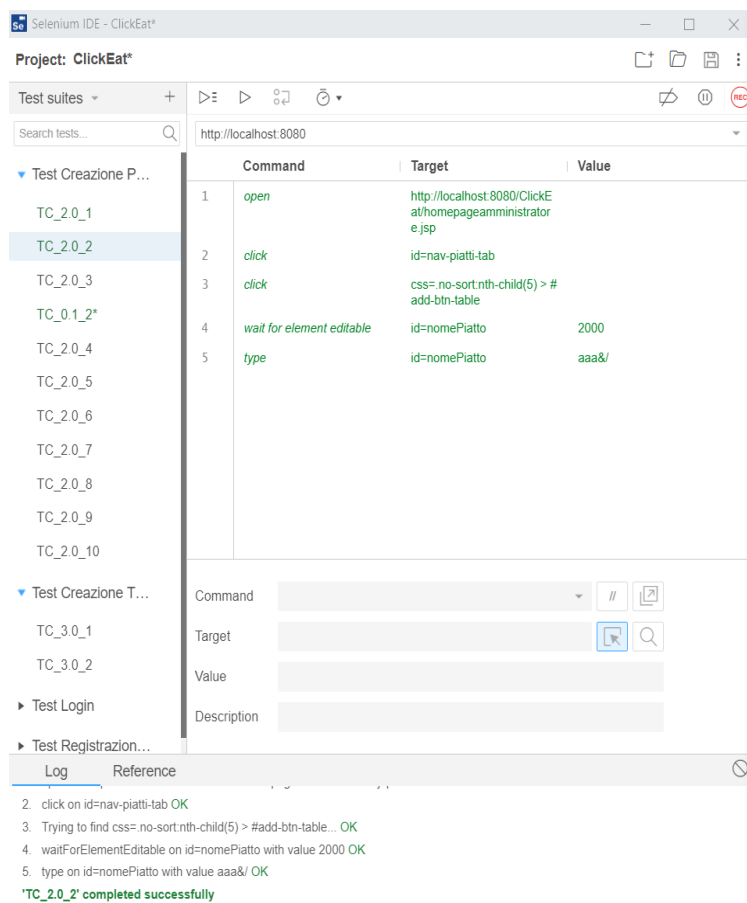 Se Selenium IDE - ClickEat*
Project: ClickEat*
Test suites
Search tests...
Test Creazione P...
TC_2.0_1
TC_2.0_2
TC_2.0_3
TC_0.1_2*
TC_2.0_4
TC_2.0_5
TC_2.0_6
TC_2.0_7
TC_2.0_8
TC_2.0_9
TC_2.0_10
Test Creazione T...
TC_3.0_1
TC_3.0_2
Test Login
Test Registrazion...
REC
http://localhost:8080
Command Target Value
1 open http://localhost:8080/ClickE
at/homepageamministrator
e.jsp
2 click id=nav-piatti-tab
3 click css=.no-sort:nth-child(5) > #
add-btn-table
4 wait for element editable id=nomePiatto 2000
5 type id=nomePiatto aaa&/
Command //
Target
Value
Description
Log Reference
2. click on id=nav-piatti-tab OK
3. Trying to find css=.no-sort:nth-child(5) > #add-btn-table... OK
4. waitForElementEditable on id=nomePiatto with value 2000 OK
5. type on id=nomePiatto with value aaa&/ OK
'TC_2.0_2' completed successfully